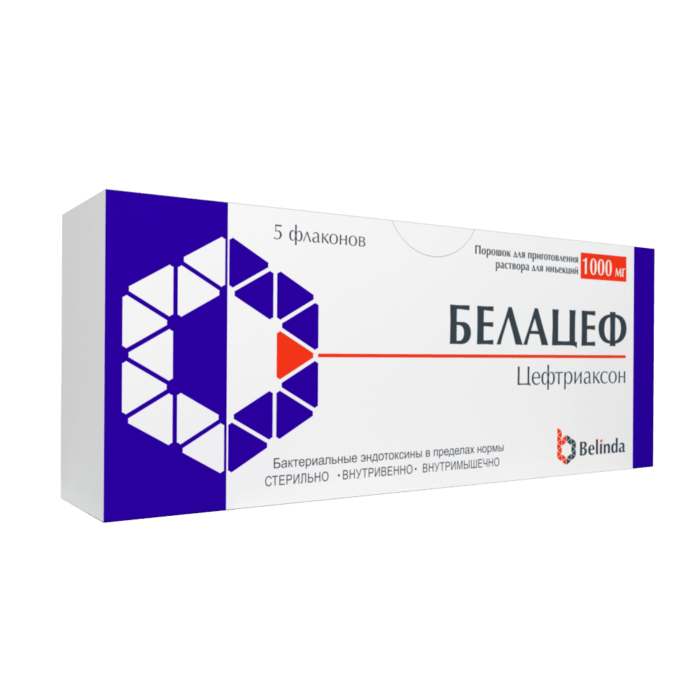 5 флаконов
Порошок для приготовления
раствора для инъекций
1000 мг
БЕЛАЦЕФ
Цефтриаксон
Бактериальные эндотоксины в пределах нормы
СТЕРИЛЬНО •ВНУТРИВЕННО• ВНУТРИМЫШЕЧНО
Belinda